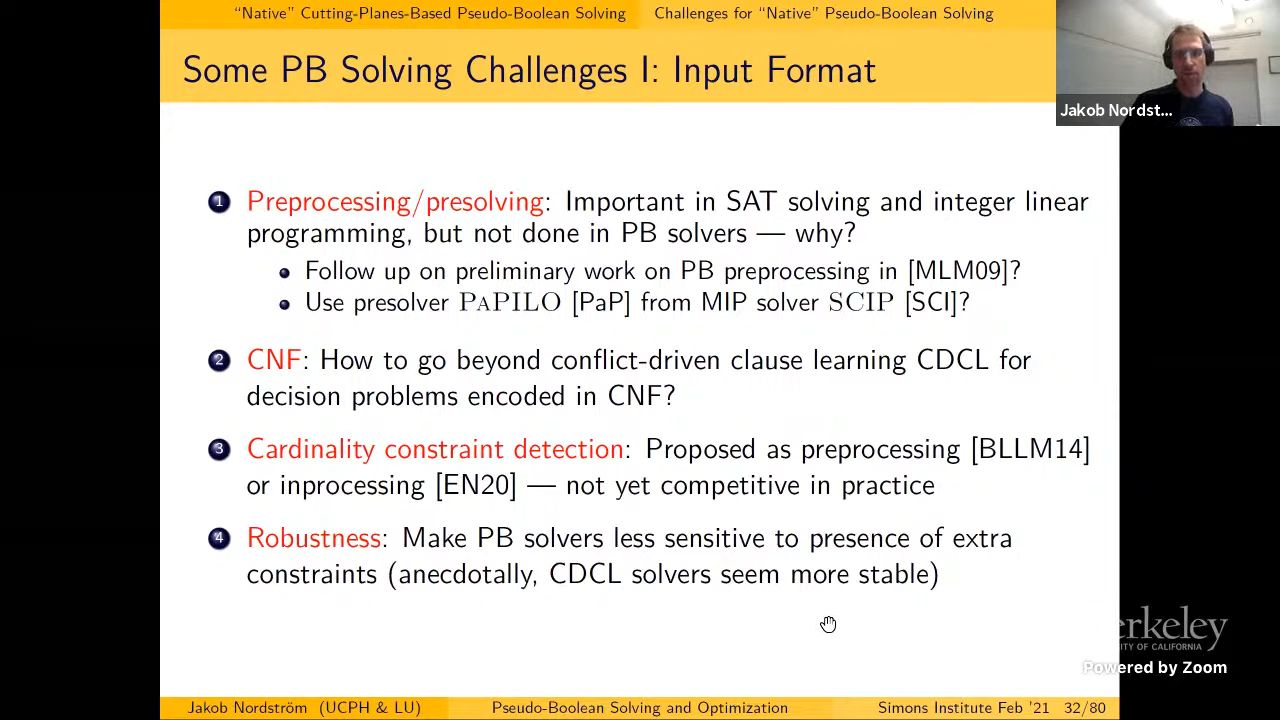 “Native” Cutting-Planes-Based Pseudo-Boolean Solving Challenges for “Native” Pseudo-Boolean Solving
Some PB Solving Challenges I: Input Format
Jakob Nordst...
1 Preprocessing/presolving: Important in SAT solving and integer linear
programming, but not done in PB solvers — why?
Follow up on preliminary work on PB preprocessing in [MLM09]?
Use presolver PAPILO [PaP] from MIP solver SCIP [SCI]?
2 CNF: How to go beyond conflict-driven clause learning CDCL for
decision problems encoded in CNF?
3 Cardinality constraint detection: Proposed as preprocessing [BLLM14]
or inprocessing [EN20] — not yet competitive in practice
4 Robustness: Make PB solvers less sensitive to presence of extra
constraints (anecdotally, CDCL solvers seem more stable)
erkeley
TY OF CALIFORNIA
Powered by Zoom
Jakob Nordström (UCPH & LU) Pseudo-Boolean Solving and Optimization Simons Institute Feb '21 32/80